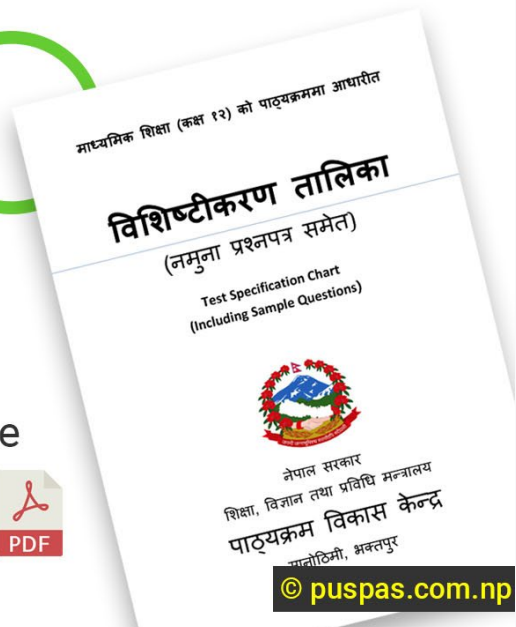 माध्यमिक शिक्षा (कक्ष १२) को पाठ्यक्रममा आधारीत
विशिष्टीकरण तालिका
(नमुना प्रश्नपत्र समेत)
Test Specification Chart
(Including Sample Questions)
नेपाल सरकार
शिक्षा, विज्ञान तथा प्रविधि मन्त्रालय
पाठ्यक्रम विकास केन्द्र
सानोठिमी, भक्तपुर
e
PDF
© puspas.com.np